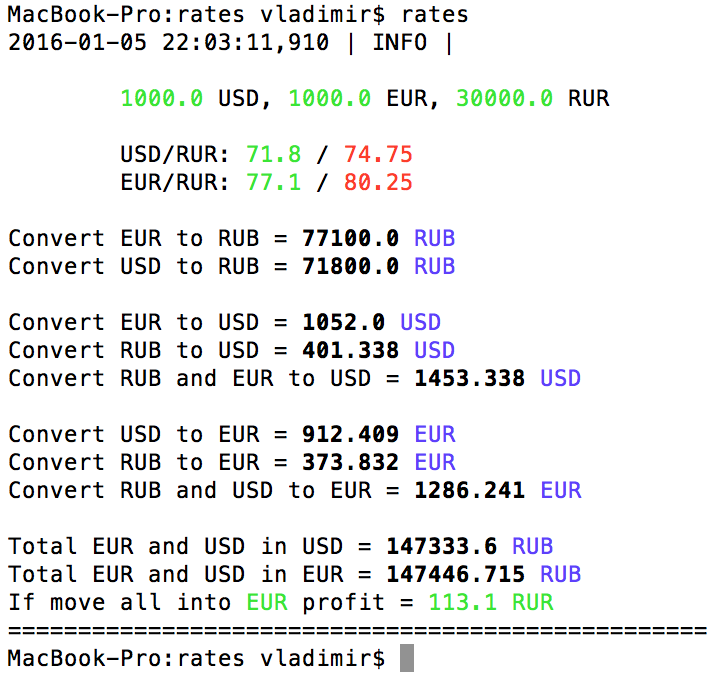 MacBook-Pro:rates vladimir$ rates
2016-01-05 22:03:11,910 | INFO |
1000.0 USD, 1000.0 EUR, 30000.0 RUR
USD/RUR: 71.8 / 74.75
EUR/RUR: 77.1 / 80.25
Convert EUR to RUB = 77100.0 RUB
Convert USD to RUB = 71800.0 RUB
Convert EUR to USD = 1052.0 USD
Convert RUB to USD = 401.338 USD
Convert RUB and EUR to USD = 1453.338 USD
Convert USD to EUR = 912.409 EUR
Convert RUB to EUR = 373.832 EUR
Convert RUB and USD to EUR = 1286.241 EUR
Total EUR and USD in USD = 147333.6 RUB
Total EUR and USD in EUR = 147446.715 RUB
If move all into EUR profit = 113.1 RUR
==================================================
MacBook-Pro:rates vladimir$